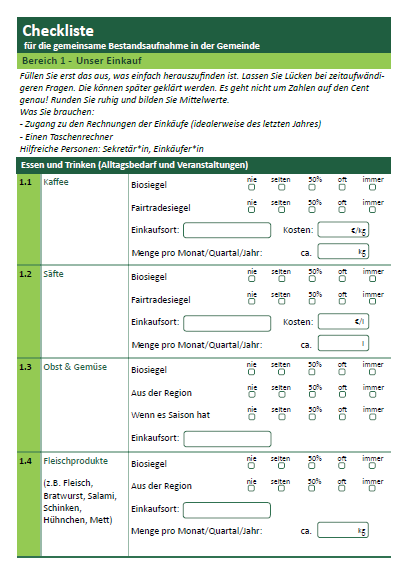 Checkliste
für die gemeinsame Bestandsaufnahme in der Gemeinde
Bereich 1 - Unser Einkauf
Füllen Sie erst das aus, was einfach herauszufinden ist. Lassen Sie Lücken bei zeitaufwändi-
geren Fragen. Die können später geklärt werden. Es geht nicht um Zahlen auf den Cent
genau! Runden Sie ruhig und bilden Sie Mittelwerte.
Was Sie brauchen:
- Zugang zu den Rechnungen der Einkäufe (idealerweise des letzten Jahres)
- Einen Taschenrechner
Hilfreiche Personen: Sekretär*in, Einkäufer*in
Essen und Trinken (Alltagsbedarf und Veranstaltungen)
1.1 Kaffee Biosiegel nie selten 50% oft immer
Fairtradesiegel nie selten 50% oft immer
Einkaufsort: Kosten: €/kg
Menge pro Monat/Quartal/Jahr: ca. kg
1.2 Säfte Biosiegel nie selten 50% oft immer
Fairtradesiegel nie selten 50% oft immer
Einkaufsort: Kosten: €/l
Menge pro Monat/Quartal/Jahr: ca. l
1.3 Obst & Gemüse Biosiegel nie selten 50% oft immer
Aus der Region nie selten 50% oft immer
Wenn es Saison hat nie selten 50% oft immer
Einkaufsort:
1.4 Fleischprodukte Biosiegel nie selten 50% oft immer
(z.B. Fleisch, Aus der Region nie selten 50% oft immer
Bratwurst, Salami,
Schinken, Einkaufsort:
Hühnchen, Mett)
Menge pro Monat/Quartal/Jahr: ca. kg